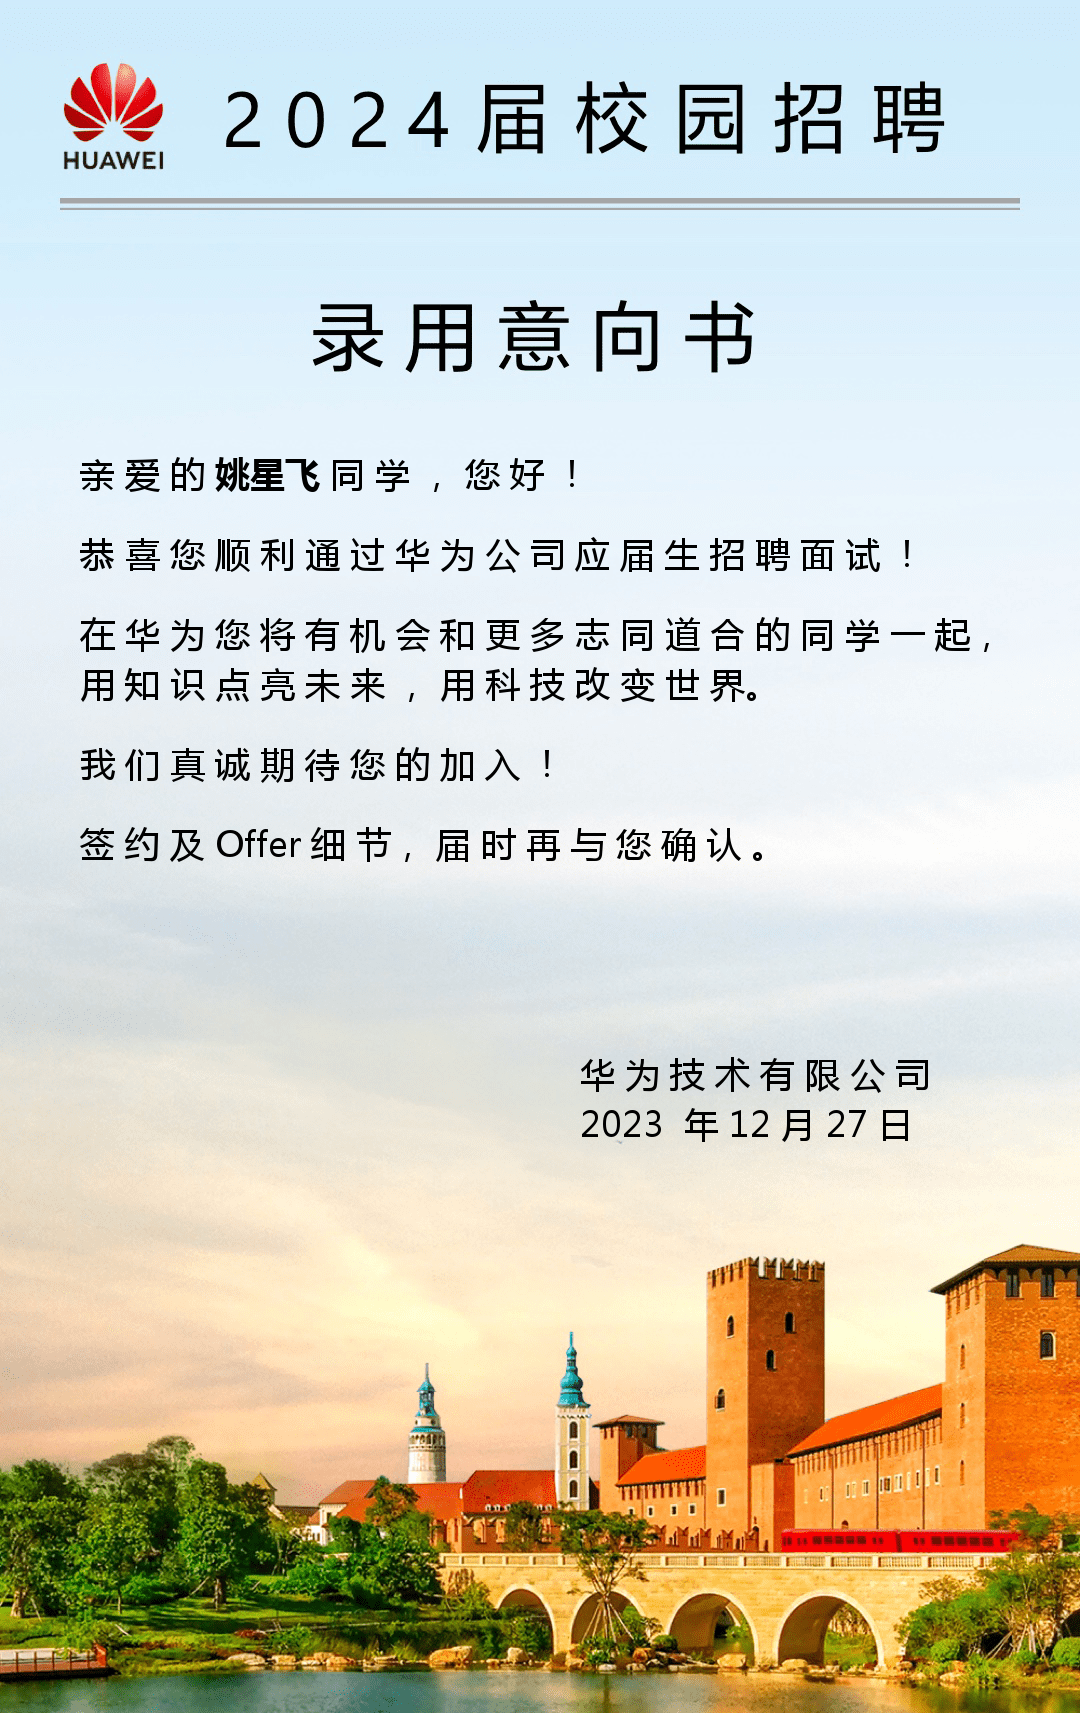 HUAWEI
2024届校园招聘
录用意向书
亲爱的姚星飞同学，您好！
恭喜您顺利通过华为公司应届生招聘面试！
在华为您将有机会和更多志同道合的同学一起，
用知识点亮未来，用科技改变世界。
我们真诚期待您的加入！
签约及Offer细节，届时再与您确认。
华为技术有限公司
2023 年12月27日